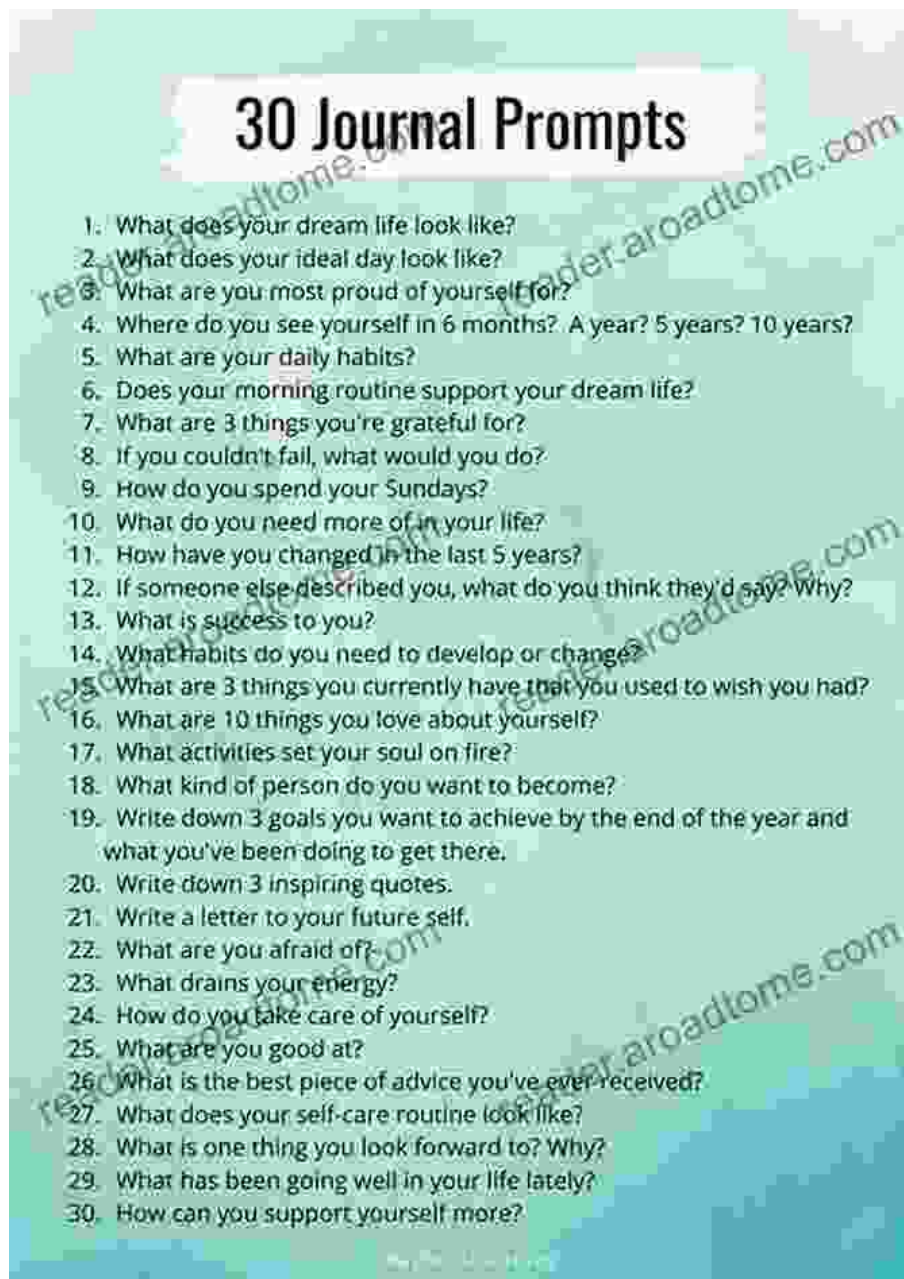 30 Journal Prompts
1. What does your dream life look like?
2. What does your ideal day look like?
3. What are you most proud of yourself for?
4. Where do you see yourself in 6 months? A year? 5 years? 10 years?
5. What are your daily habits?
6. Does your morning routine support your dream life?
7. What are 3 things you're grateful for?
8. If you couldn't fail, what would you do?
9. How do you spend your Sundays?
10. What do you need more of in your life?
11. How have you changed in the last 5 years?
12. If someone else described you, what do you think they'd say? Why?
13. What is success to you?
14. What habits do you need to develop or change?
15. What are 3 things you currently have that you used to wish you had?
16. What are 10 things you love about yourself?
17. What activities set your soul on fire?
18. What kind of person do you want to become?
19. Write down 3 goals you want to achieve by the end of the year and
what you've been doing to get there.
20. Write down 3 inspiring quotes.
21. Write a letter to your future self.
22. What are you afraid of?
23. What drains your energy?
24. How do you take care of yourself?
25. What are you good at?
26. What is the best piece of advice you've ever received?
27. What does your self-care routine look like?
28. What is one thing you look forward to? Why?
29. What has been going well in your life lately?
30. How can you support yourself more?
reader.aroadtome.com
reader.aroadtome.com
reader.aroadtome.com
reader.aroadtome.com
reader.aroadtome.com
reader.aroadtome.com